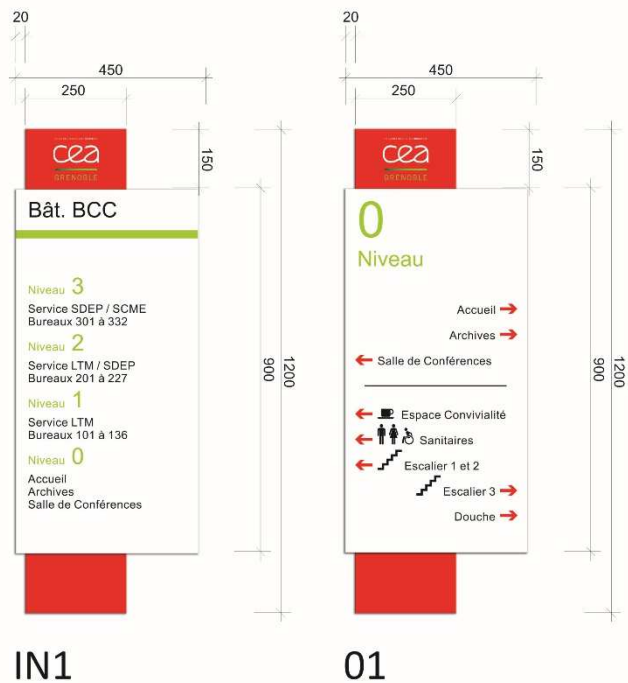 20
450
250
cea
GRENOBLE
150
Bât. BCC
Niveau 3
Service SDEP / SCME
Bureaux 301 à 332
Niveau 2
Service LTM / SDEP
Bureaux 201 à 227
Niveau 1
Service LTM
Bureaux 101 à 136
Niveau 0
Accueil
Archives
Salle de Conférences
900
1200
IN1
20
450
250
cea
GRENOBLE
150
0
Niveau
Accueil
Archives
Salle de Conférences
Espace Convivialité
Sanitaires
Escalier 1 et 2
Escalier 3
Douche
900
1200
01